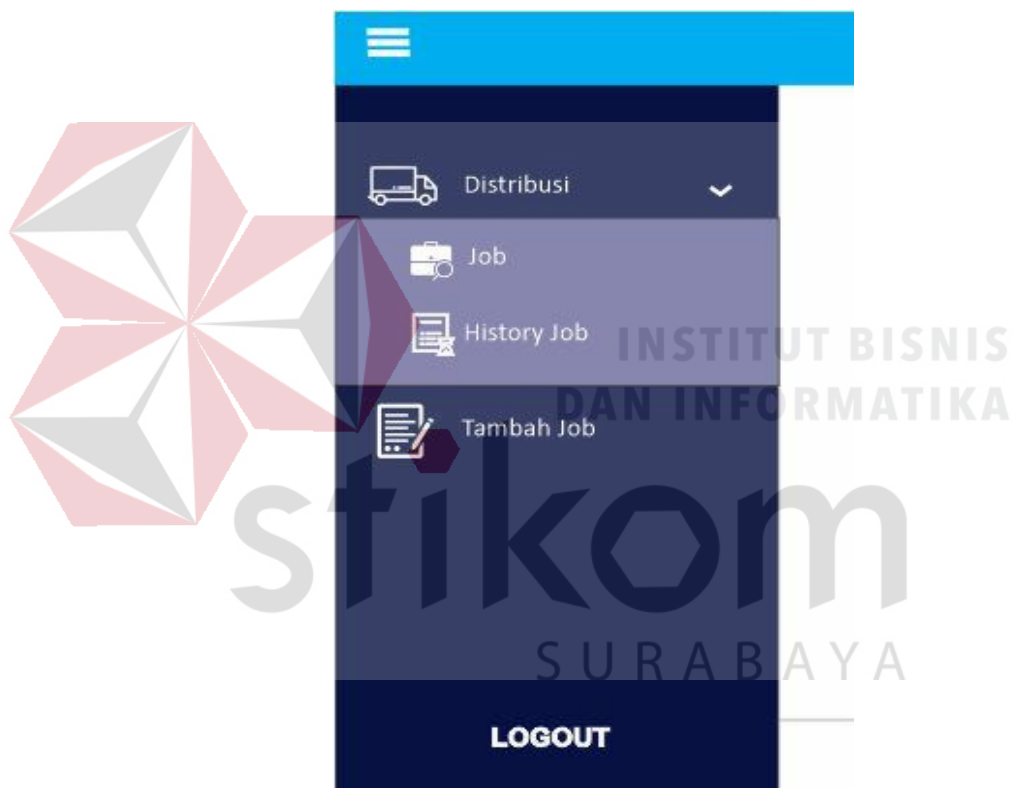 Distribusi
Job
History Job
INSTITUT BISNIS
DAN INFORMATIKA
Tambah Job
stikom
SURABAYA
LOGOUT